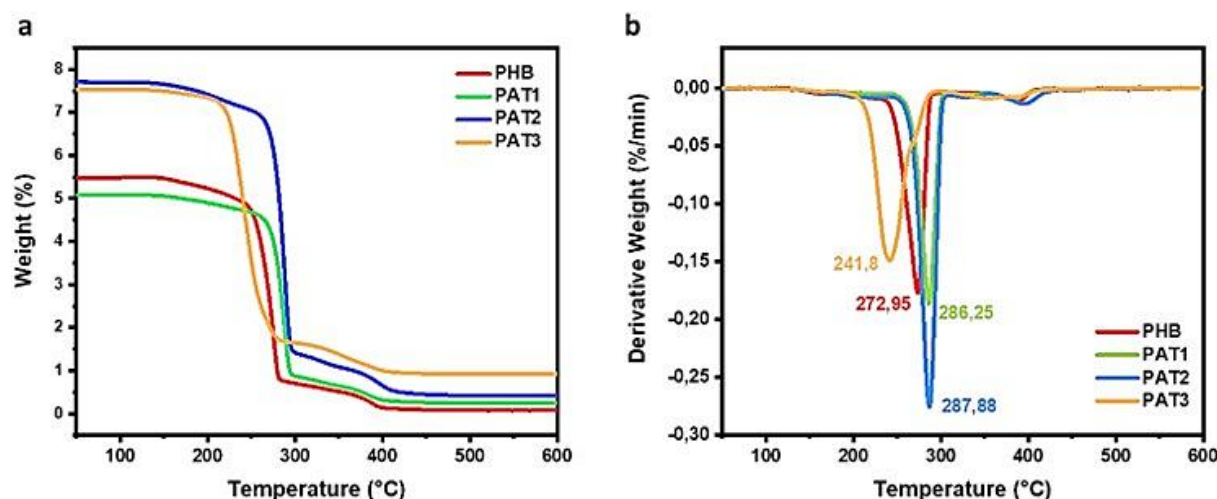 a
Weight (%)
8
7
6
5
4
3
2
1
0
PHB
PAT1
PAT2
PAT3
100 200 300 400 500 600
Temperature (°C)
b
Derivative Weight (%/min)
0,00
-0,05
-0,10
-0,15
-0,20
-0,25
-0,30
241,8
272,95
286,25
287,88
PHB
PAT1
PAT2
PAT3
100 200 300 400 500 600
Temperature (°C)